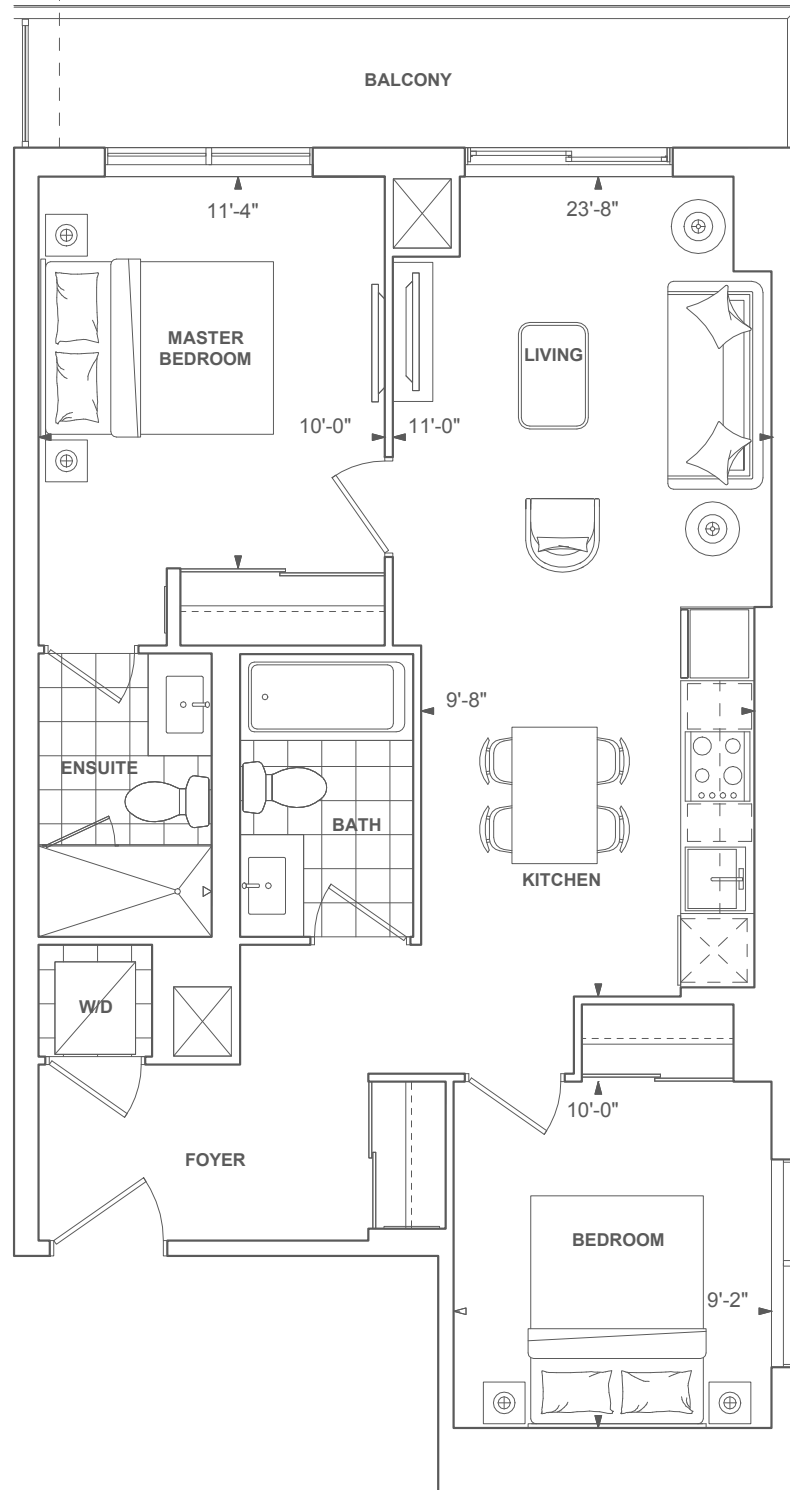 BALCONY
11'-4"
23'-8"
MASTER
BEDROOM
LIVING
10'-0"
11'-0"
9'-8"
ENSUITE
BATH
KITCHEN
W/D
10'-0"
FOYER
BEDROOM
9'-2"